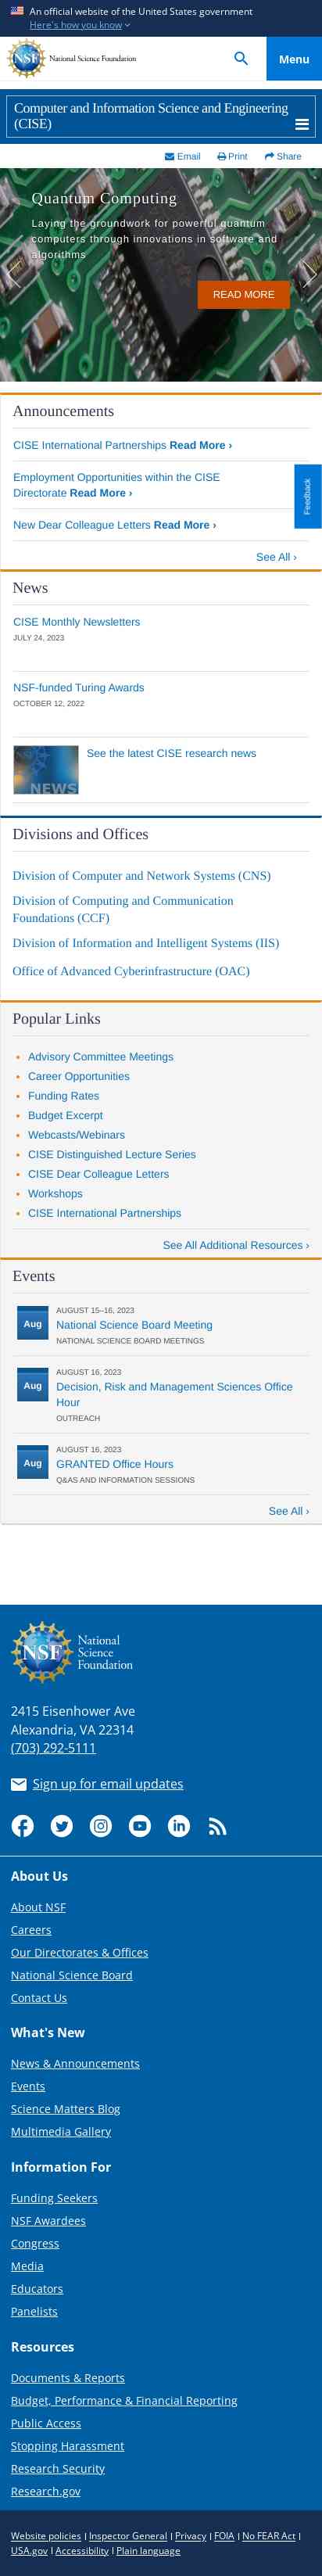 An official website of the United States government
Here's how you know
NSF National Science Foundation
Menu
Computer and Information Science and Engineering
(CISE)
Email Print Share
Quantum Computing
Laying the groundwork for powerful quantum
computers through innovations in software and
algorithms
READ MORE
Announcements
CISE International Partnerships Read More ›
Employment Opportunities within the CISE
Directorate Read More ›
Feedback
New Dear Colleague Letters Read More ›
See All ›
News
CISE Monthly Newsletters
JULY 24, 2023
NSF-funded Turing Awards
OCTOBER 12, 2022
See the latest CISE research news
NEWS
Divisions and Offices
Division of Computer and Network Systems (CNS)
Division of Computing and Communication
Foundations (CCF)
Division of Information and Intelligent Systems (IIS)
Office of Advanced Cyberinfrastructure (OAC)
Popular Links
Advisory Committee Meetings
Career Opportunities
Funding Rates
Budget Excerpt
Webcasts/Webinars
CISE Distinguished Lecture Series
CISE Dear Colleague Letters
Workshops
CISE International Partnerships
See All Additional Resources ›
Events
AUGUST 15–16, 2023
Aug
National Science Board Meeting
NATIONAL SCIENCE BOARD MEETINGS
AUGUST 16, 2023
Aug
Decision, Risk and Management Sciences Office
Hour
OUTREACH
AUGUST 16, 2023
Aug
GRANTED Office Hours
Q&AS AND INFORMATION SESSIONS
See All ›
NSF
National
Science
Foundation
2415 Eisenhower Ave
Alexandria, VA 22314
(703) 292-5111
Sign up for email updates
About Us
About NSF
Careers
Our Directorates & Offices
National Science Board
Contact Us
What's New
News & Announcements
Events
Science Matters Blog
Multimedia Gallery
Information For
Funding Seekers
NSF Awardees
Congress
Media
Educators
Panelists
Resources
Documents & Reports
Budget, Performance & Financial Reporting
Public Access
Stopping Harassment
Research Security
Research.gov
Website policies | Inspector General | Privacy | FOIA | No FEAR Act |
USA.gov | Accessibility | Plain language